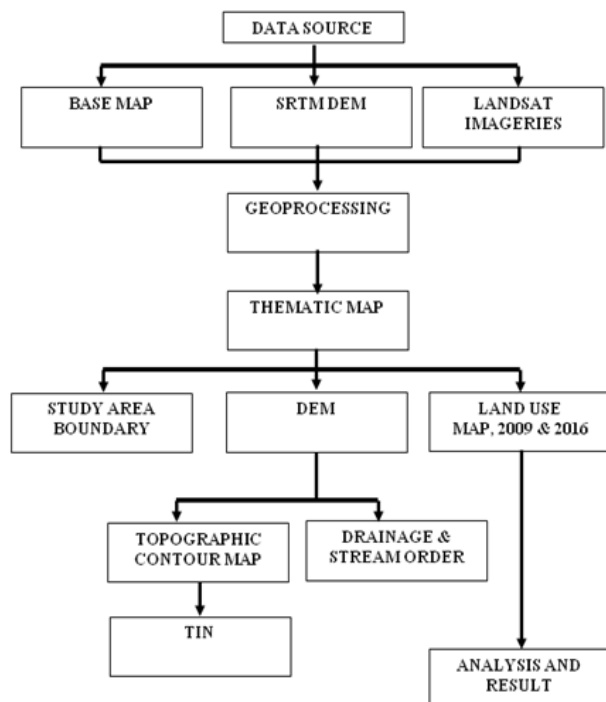 DATA SOURCE
BASE MAP
SRTM DEM
LANDSAT
IMAGERIES
GEOPROCESSING
THEMATIC MAP
STUDY AREA
BOUNDARY
DEM
LAND USE
MAP, 2009 & 2016
TOPOGRAPHIC
CONTOUR MAP
DRAINAGE &
STREAM ORDER
TIN
ANALYSIS AND
RESULT